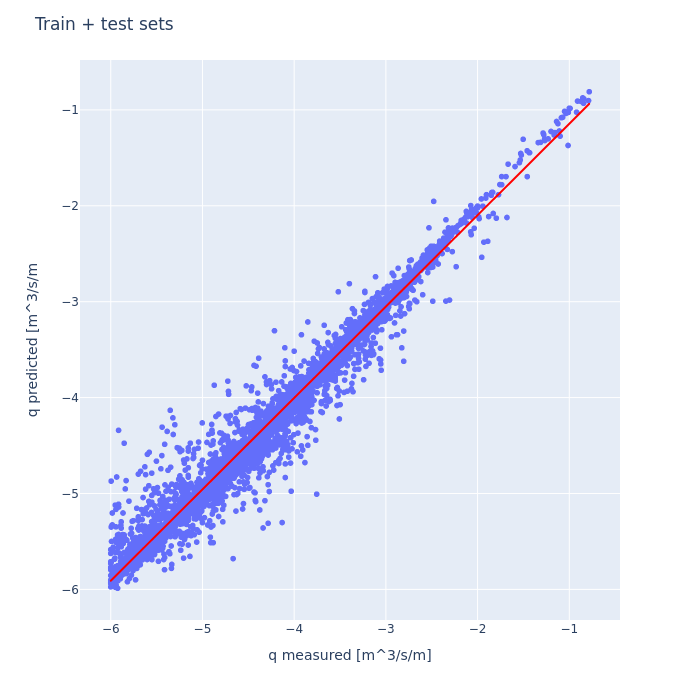 Train + test sets
−1
−2
−3
−4
−5
−6
q predicted [m^3/s/m]
−6 −5 −4 −3 −2 −1
q measured [m^3/s/m]